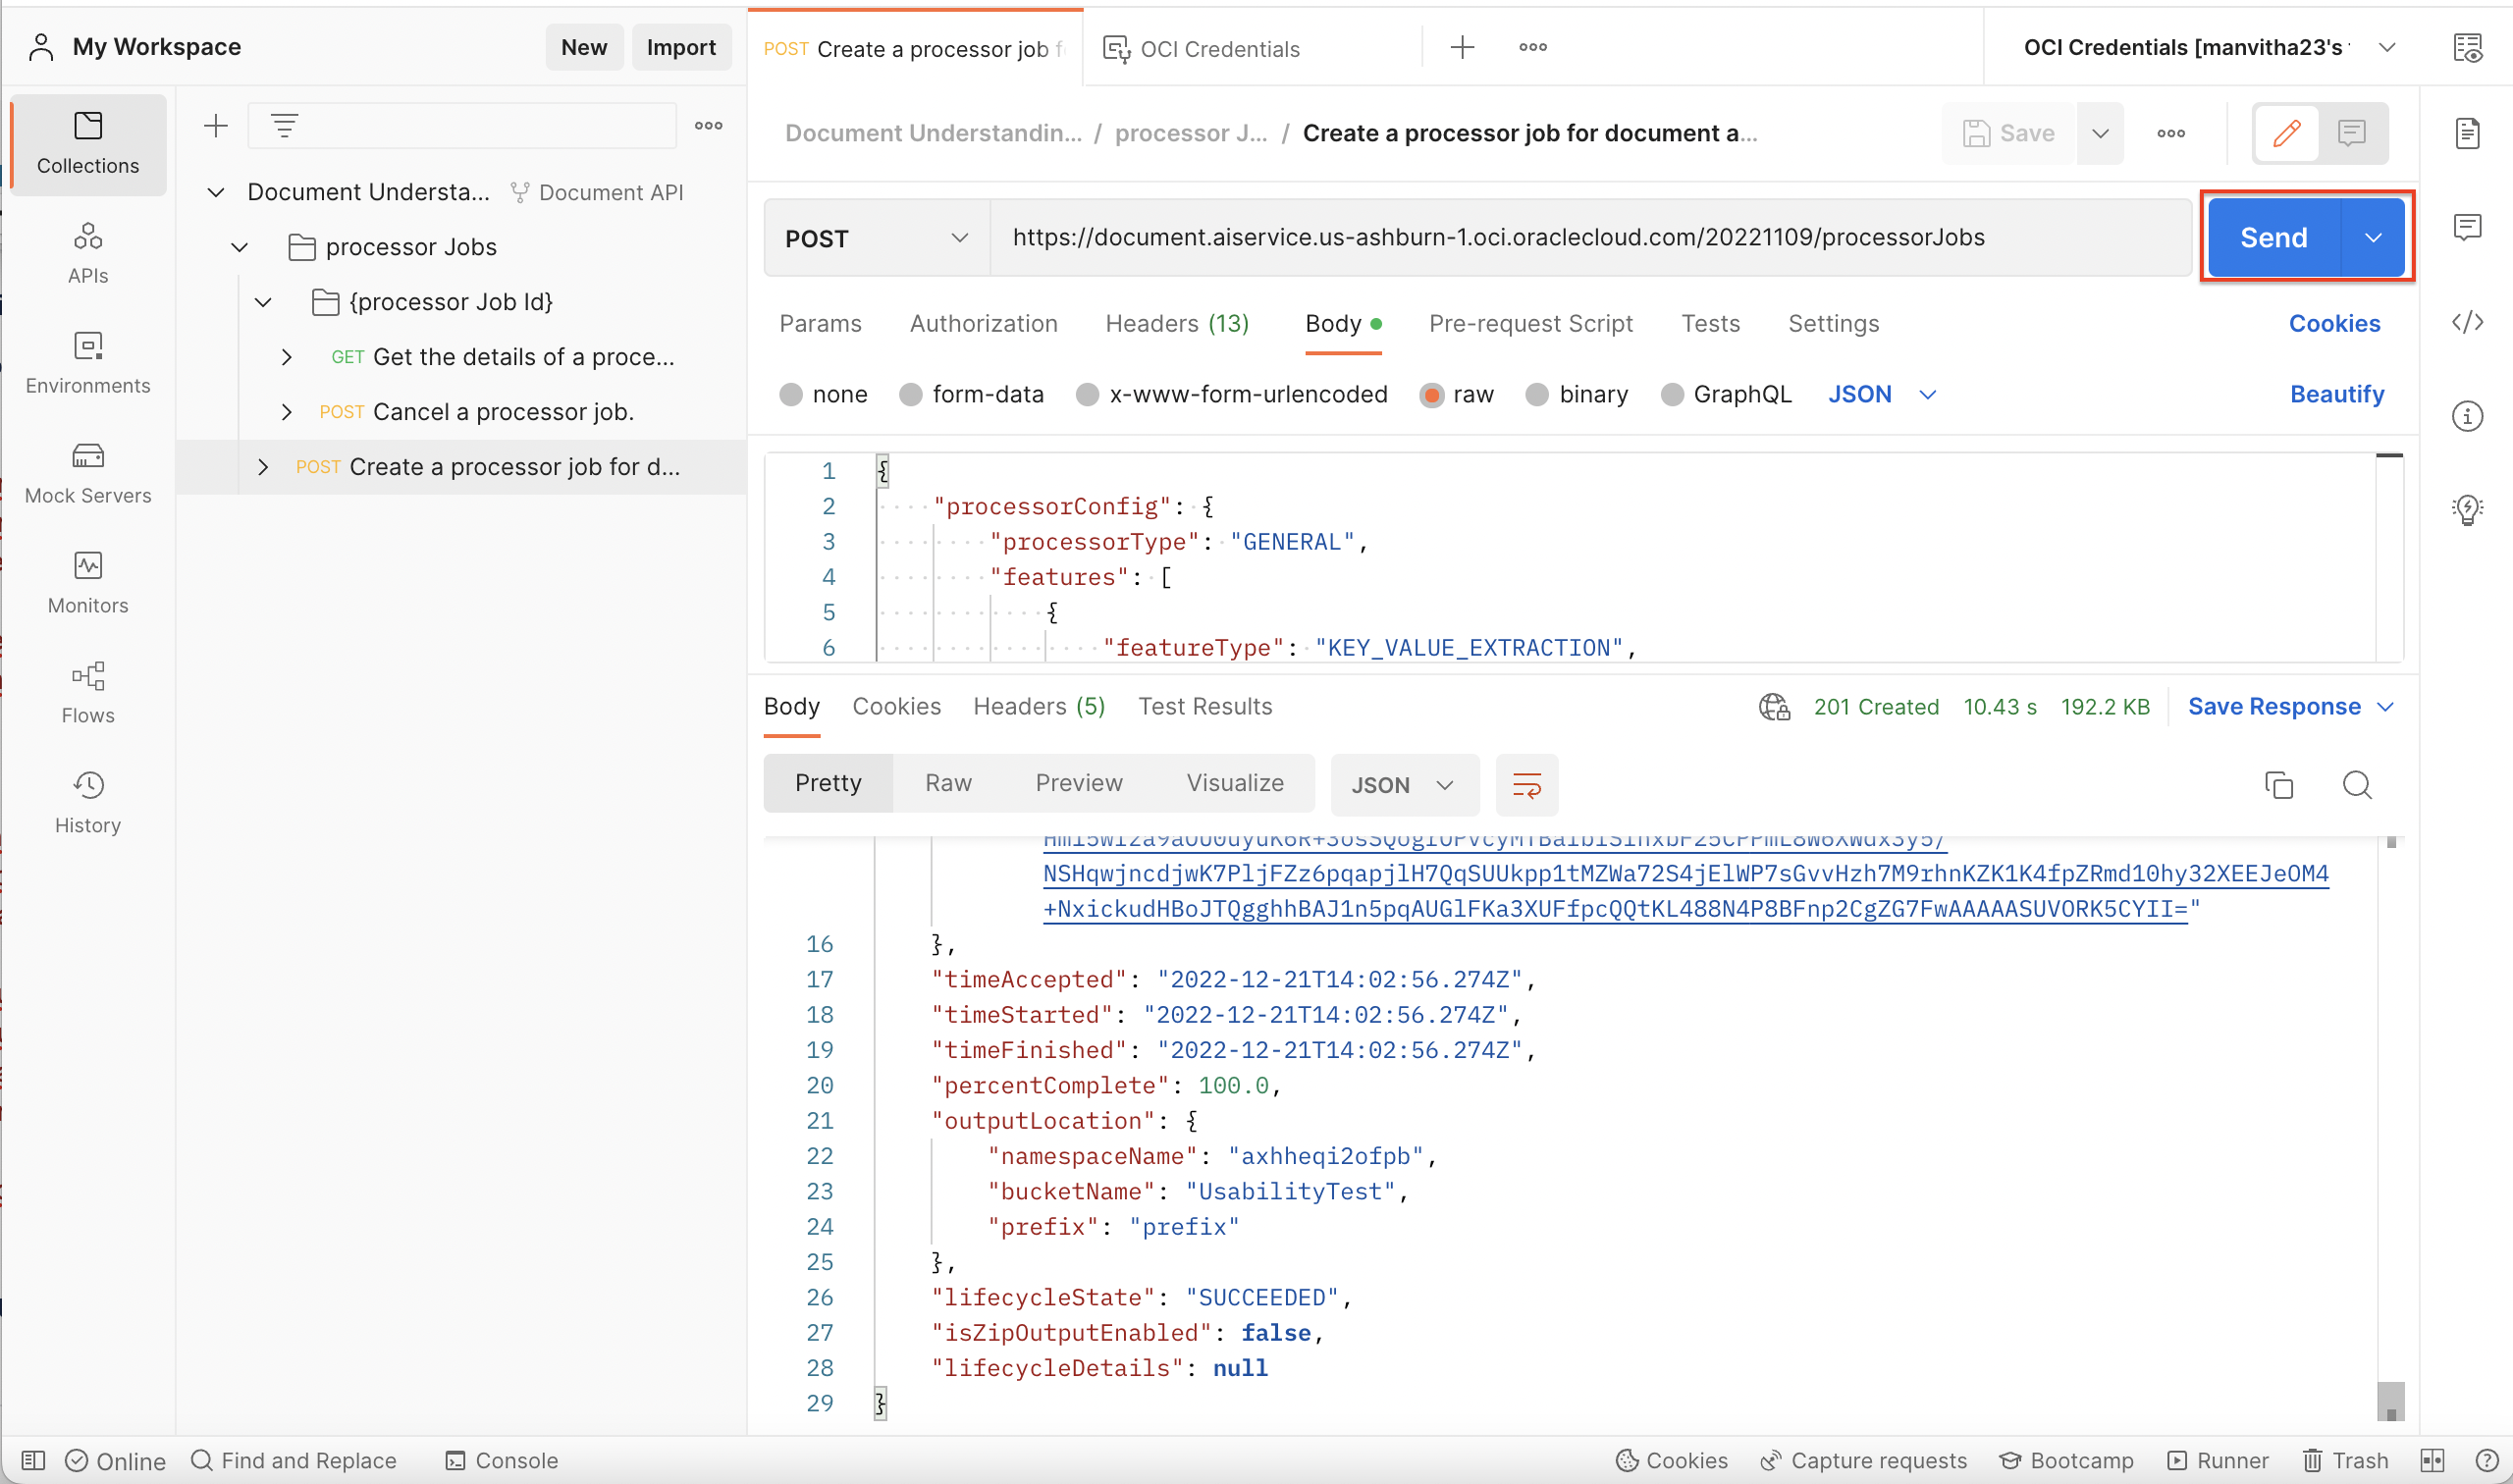 My Workspace
New
Import
POST Create a processor job f
OCI Credentials
OCI Credentials [manvitha23's
Collections
APIs
Environments
Mock Servers
Monitors
Flows
History
Document Understa... Document API
processor Jobs
{processor Job Id}
GET Get the details of a proce...
POST Cancel a processor job.
POST Create a processor job for d...
Document Understandin... / processor J... / Create a processor job for document a...
Save
POST
https://document.aiservice.us-ashburn-1.oci.oraclecloud.com/20221109/processorJobs
Send
Params Authorization Headers (13) Body Pre-request Script Tests Settings Cookies
none form-data x-www-form-urlencoded raw binary GraphQL JSON Beautify
1 {
2 "processorConfig": {
3 "processorType": "GENERAL",
4 "features": [
5 {
6 "featureType": "KEY_VALUE_EXTRACTION",
Body Cookies Headers (5) Test Results 201 Created 10.43 s 192.2 KB Save Response
Pretty Raw Preview Visualize JSON
NSHqwjncdjwK7PljFZz6pqapjlH7QqSUUkpp1tMZWa72S4jElWP7sGvvHzh7M9rhnKZK1K4fpZRmd10hy32XEEJeOM4
+NxickudHBoJTQgghhBAJ1n5pqAUGlFKa3XUFfpcQQtKL488N4P8BFnp2CgZG7FwAAAAASUVORK5CYII="
16 },
17 "timeAccepted": "2022-12-21T14:02:56.274Z",
18 "timeStarted": "2022-12-21T14:02:56.274Z",
19 "timeFinished": "2022-12-21T14:02:56.274Z",
20 "percentComplete": 100.0,
21 "outputLocation": {
22 "namespaceName": "axhheqi2ofpb",
23 "bucketName": "UsabilityTest",
24 "prefix": "prefix"
25 },
26 "lifecycleState": "SUCCEEDED",
27 "isZipOutputEnabled": false,
28 "lifecycleDetails": null
29 }
Online Find and Replace Console Cookies Capture requests Bootcamp Runner Trash